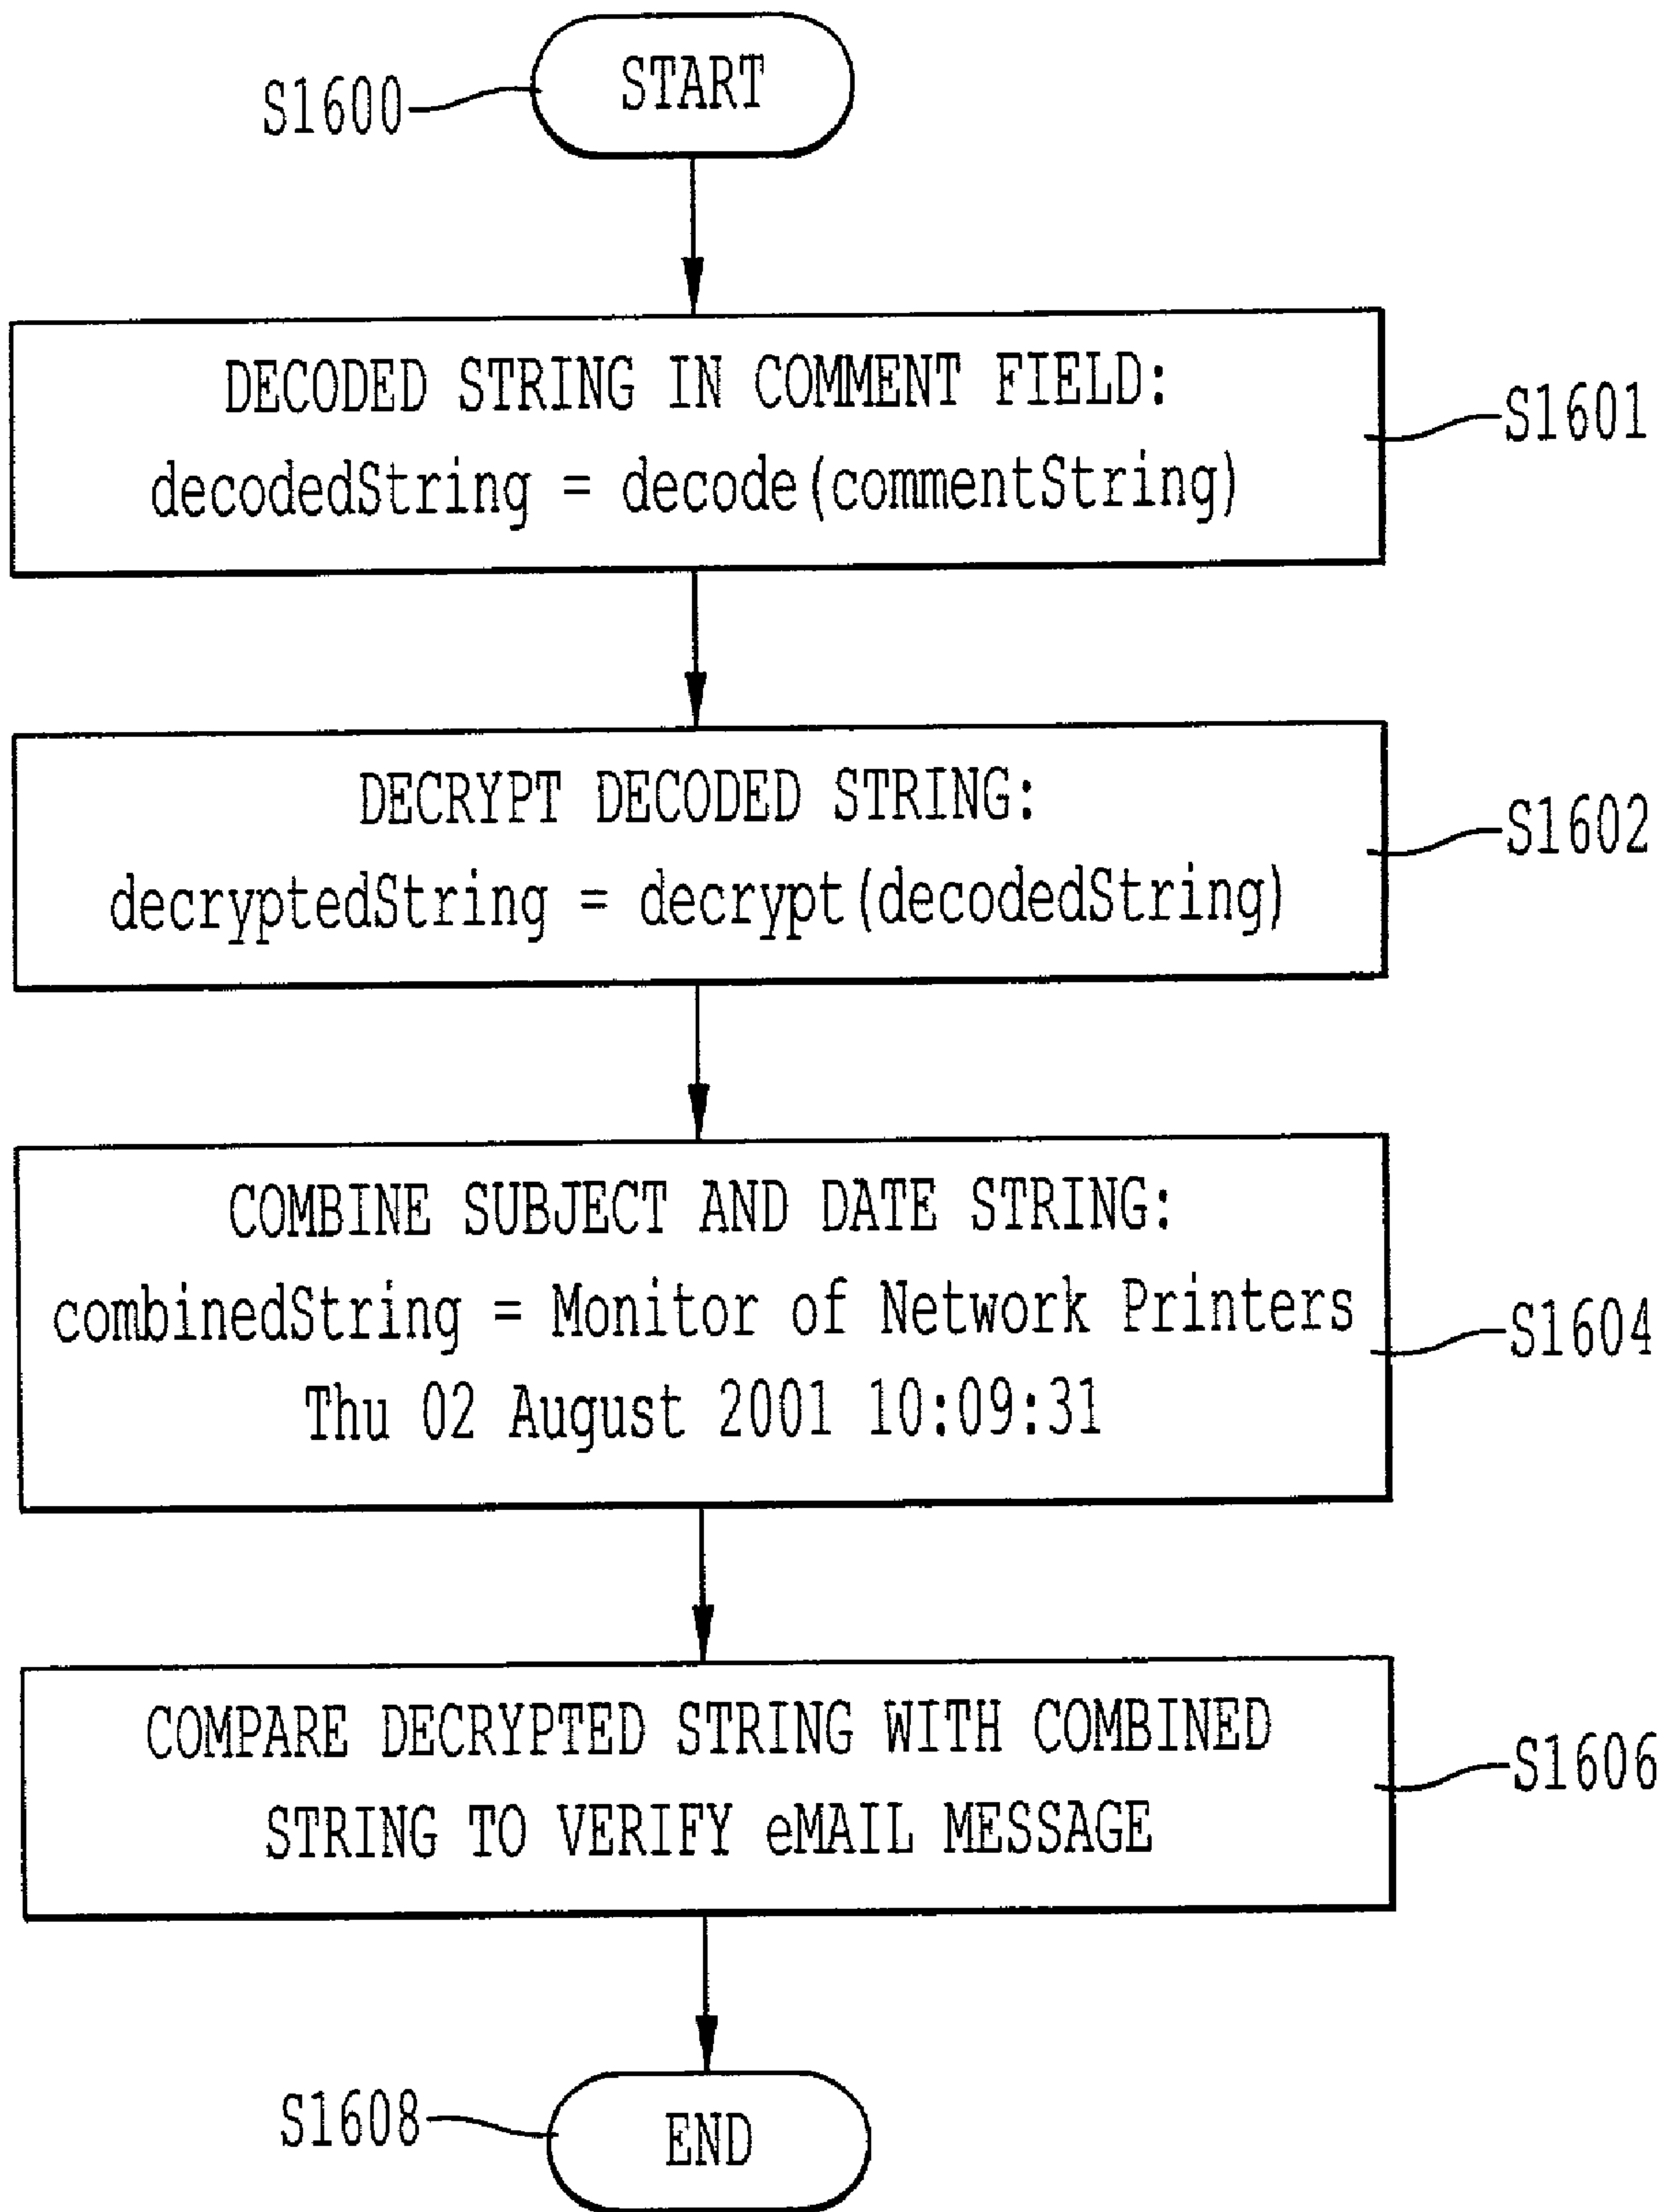 START
S1600
DECODED STRING IN COMMENT FIELD:
decodedString = decode(commentString)
S1601
DECRYPT DECODED STRING:
decryptedString = decrypt(decodedString)
S1602
COMBINE SUBJECT AND DATE STRING:
combinedString = Monitor of Network Printers
Thu 02 August 2001 10:09:31
S1604
COMPARE DECRYPTED STRING WITH COMBINED
STRING TO VERIFY eMAIL MESSAGE
S1606
END
S1608